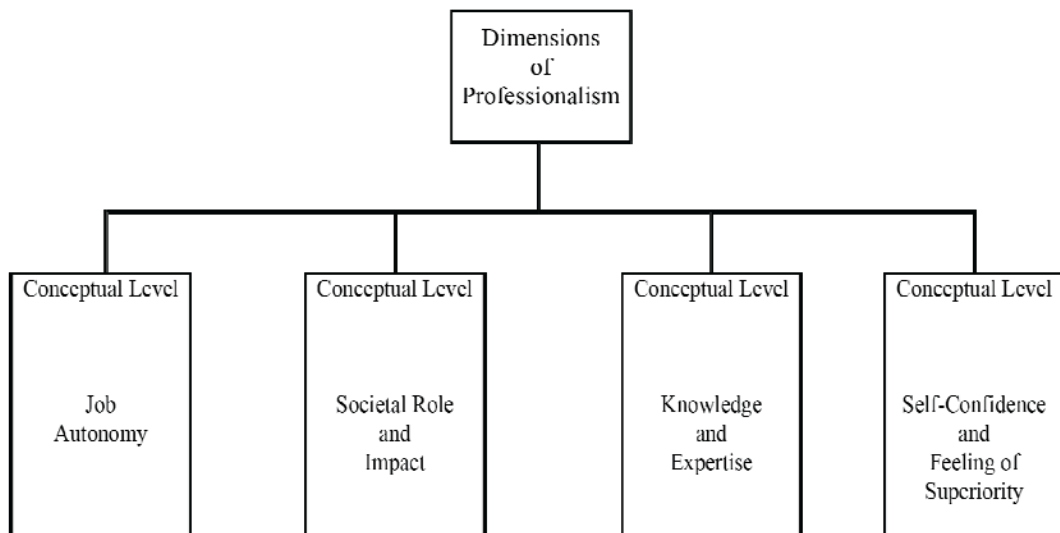 Dimensions
of
Professionalism
Conceptual Level
Job
Autonomy
Conceptual Level
Societal Role
and
Impact
Conceptual Level
Knowledge
and
Expertise
Conceptual Level
Self-Confidence
and
Feeling of
Superiority